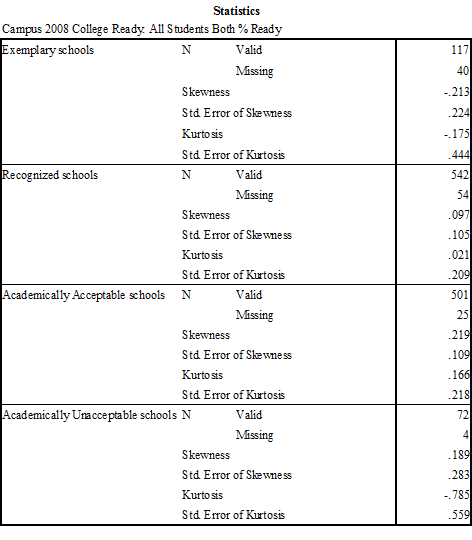 Statistics
Campus 2008 College Ready: All Students Both % Ready
Exemplary schools N Valid 117
Missing 40
Skewness -.213
Std. Error of Skewness .224
Kurtosis -.175
Std. Error of Kurtosis .444
Recognized schools N Valid 542
Missing 54
Skewness .097
Std. Error of Skewness .105
Kurtosis .021
Std. Error of Kurtosis .209
Academically Acceptable schools N Valid 501
Missing 25
Skewness .219
Std. Error of Skewness .109
Kurtosis .166
Std. Error of Kurtosis .218
Academically Unacceptable schools N Valid 72
Missing 4
Skewness .189
Std. Error of Skewness .283
Kurtosis -.785
Std. Error of Kurtosis .559